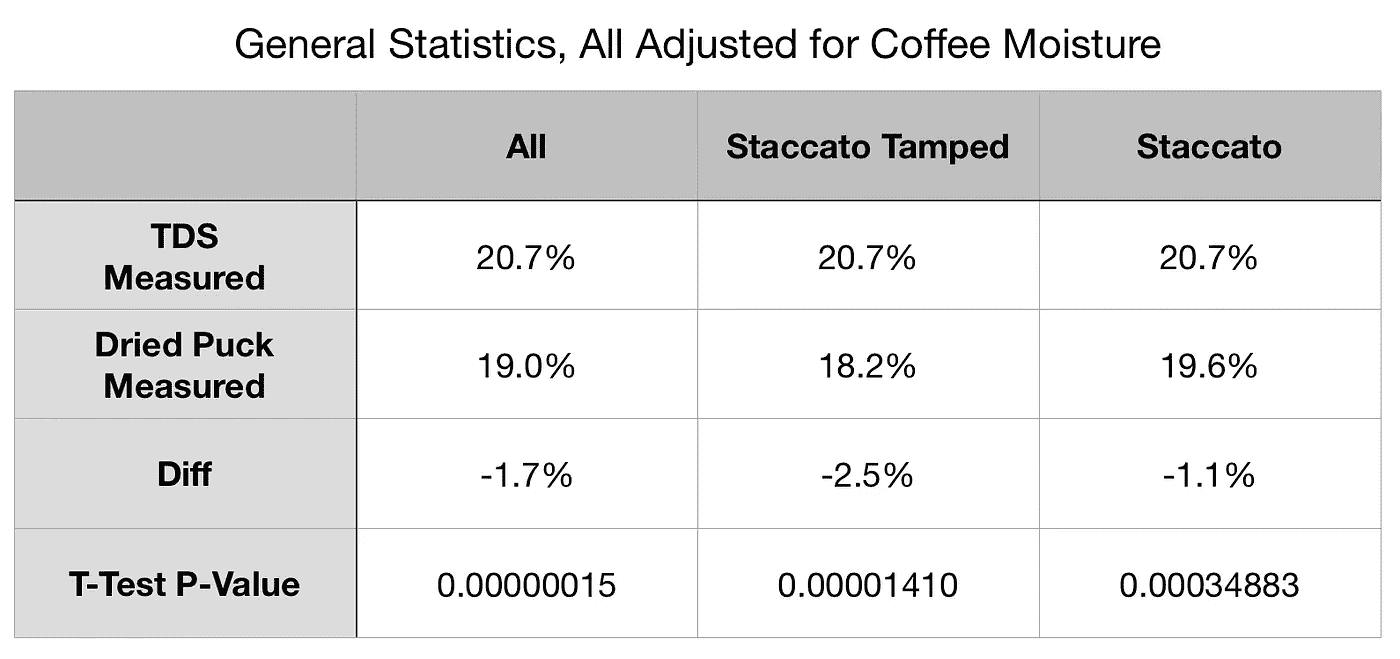 General Statistics, All Adjusted for Coffee Moisture
All Staccato Tamped Staccato
TDS
Measured
20.7% 20.7% 20.7%
Dried Puck
Measured
19.0% 18.2% 19.6%
Diff -1.7% -2.5% -1.1%
T-Test P-Value 0.00000015 0.00001410 0.00034883